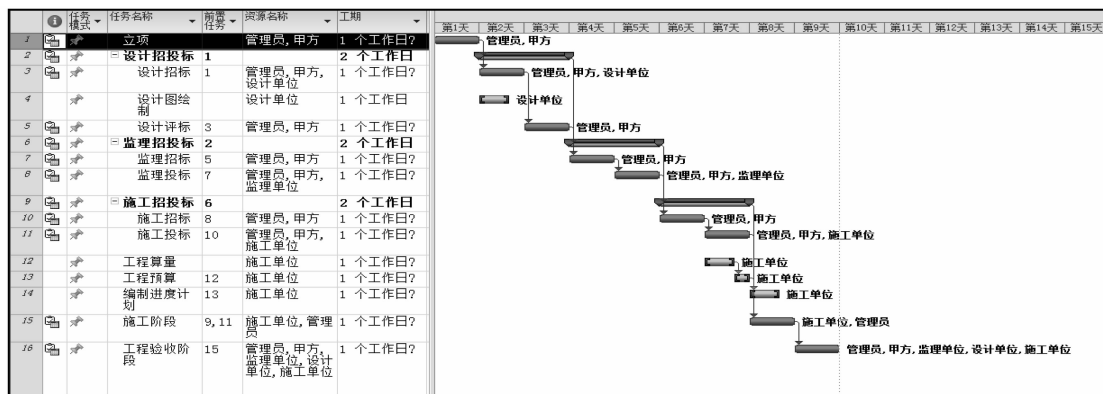 任务模式 任务名称 前置任务 资源名称 工期 第1天 第2天 第3天 第4天 第5天 第6天 第7天 第8天 第9天 第10天 第11天 第12天 第13天 第14天 第15天
1 立项 管理员,甲方 1 个工作日? 管理员,甲方
2 设计招投标 1 2 个工作日
3 设计招标 1 管理员,甲方,设计单位 1 个工作日? 管理员,甲方,设计单位
4 设计图绘制 设计单位 1 个工作日 设计单位
5 设计评标 3 管理员,甲方 1 个工作日? 管理员,甲方
6 监理招投标 2 2 个工作日
7 监理招标 5 管理员,甲方 1 个工作日? 管理员,甲方
8 监理投标 7 管理员,甲方,监理单位 1 个工作日? 管理员,甲方,监理单位
9 施工招投标 6 2 个工作日
10 施工招标 8 管理员,甲方 1 个工作日? 管理员,甲方
11 施工投标 10 管理员,甲方,施工单位 1 个工作日? 管理员,甲方,施工单位
12 工程算量 施工单位 1 个工作日? 施工单位
13 工程预算 12 施工单位 1 个工作日? 施工单位
14 编制进度计划 13 施工单位 1 个工作日? 施工单位
15 施工阶段 9,11 施工单位,管理员 1 个工作日? 施工单位,管理员
16 工程验收阶段 15 管理员,甲方,监理单位,设计单位,施工单位 1 个工作日? 管理员,甲方,监理单位,设计单位,施工单位